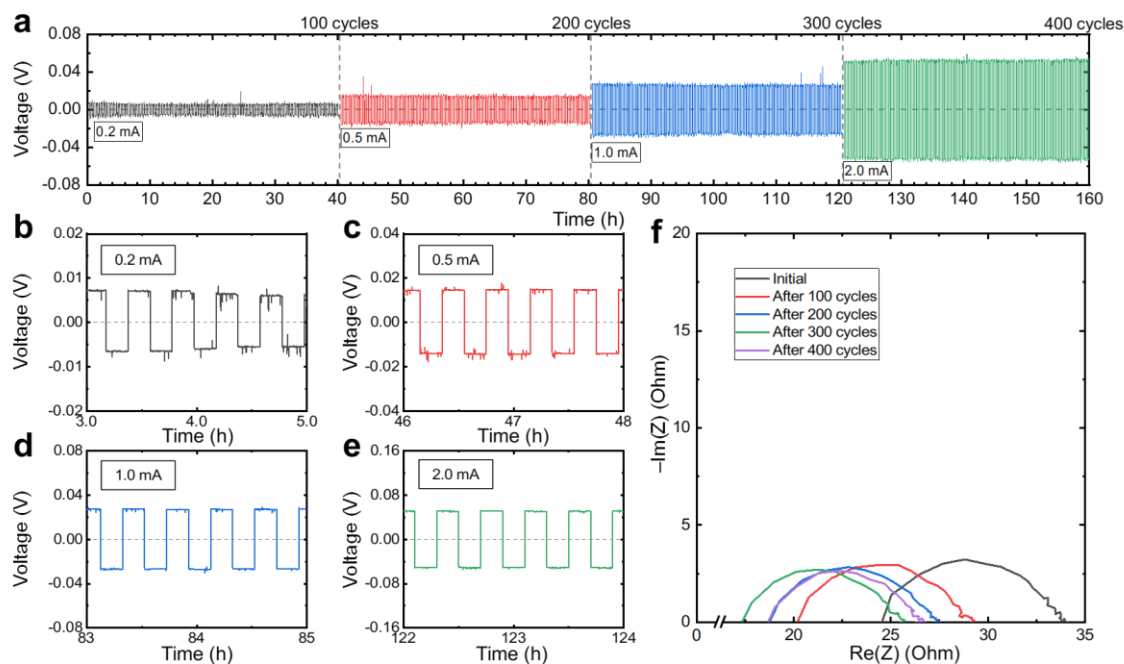 a
100 cycles 200 cycles 300 cycles 400 cycles
0.08
0.04
0.00
-0.04
-0.08
Voltage (V)
0.2 mA
0.5 mA
1.0 mA
2.0 mA
0 10 20 30 40 50 60 70 80 90 100 110 120 130 140 150 160
Time (h)
b
0.02
0.01
0.00
-0.01
-0.02
Voltage (V)
0.2 mA
3.0 4.0 5.0
Time (h)
c
0.04
0.02
0.00
-0.02
-0.04
Voltage (V)
0.5 mA
46 47 48
Time (h)
d
0.08
0.04
0.00
-0.04
-0.08
Voltage (V)
1.0 mA
83 84 85
Time (h)
e
0.16
0.08
0.00
-0.08
-0.16
Voltage (V)
2.0 mA
122 123 124
Time (h)
f
20
15
10
5
0
–Im(Z) (Ohm)
Initial
After 100 cycles
After 200 cycles
After 300 cycles
After 400 cycles
0 20 25 30 35
Re(Z) (Ohm)